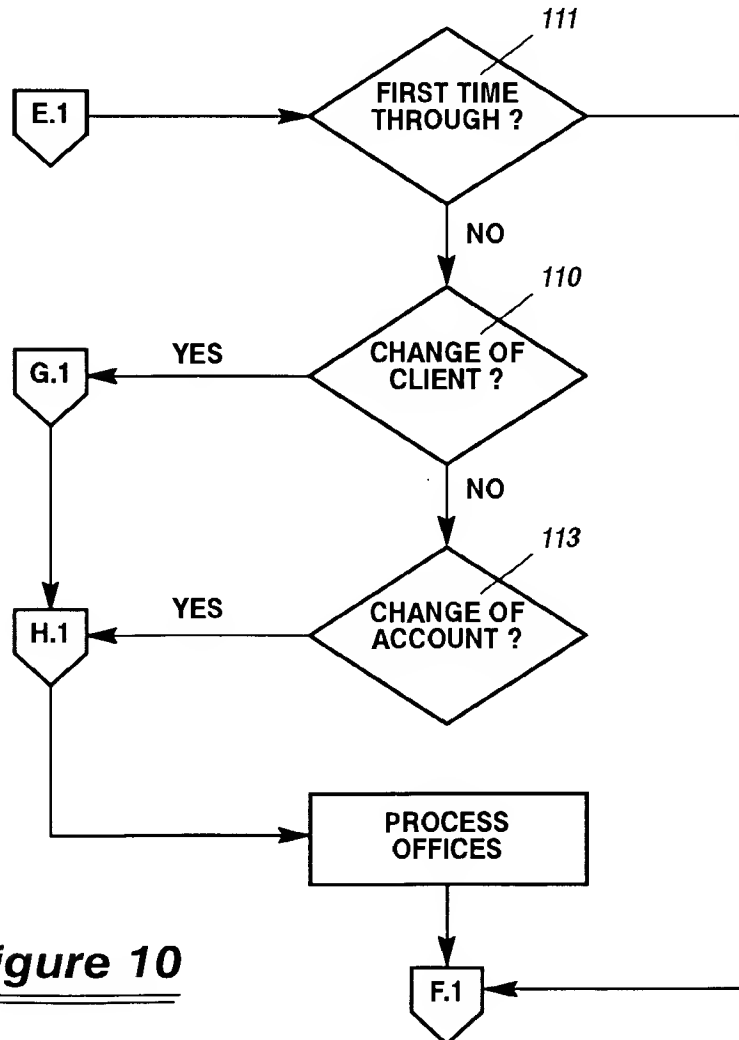 111
FIRST TIME
THROUGH ?
E.1
NO
110
CHANGE OF
CLIENT ?
YES
G.1
NO
113
CHANGE OF
ACCOUNT ?
YES
H.1
PROCESS
OFFICES
igure 10
F.1